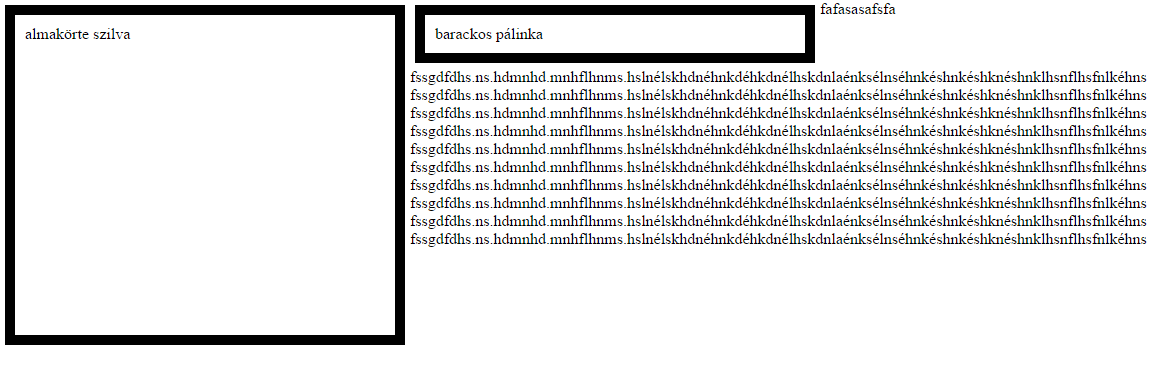 almakörte szilva
barackos pálinka
fafasasafsfa
fssgdfdhs.ns.hdmnhd.mnhflhnms.hslnélskhdnéhnkdéhkdnélhskdnlaénksélnséhnkéshnkéshknéshnklhsnflhsfnlkéhns
fssgdfdhs.ns.hdmnhd.mnhflhnms.hslnélskhdnéhnkdéhkdnélhskdnlaénksélnséhnkéshnkéshknéshnklhsnflhsfnlkéhns
fssgdfdhs.ns.hdmnhd.mnhflhnms.hslnélskhdnéhnkdéhkdnélhskdnlaénksélnséhnkéshnkéshknéshnklhsnflhsfnlkéhns
fssgdfdhs.ns.hdmnhd.mnhflhnms.hslnélskhdnéhnkdéhkdnélhskdnlaénksélnséhnkéshnkéshknéshnklhsnflhsfnlkéhns
fssgdfdhs.ns.hdmnhd.mnhflhnms.hslnélskhdnéhnkdéhkdnélhskdnlaénksélnséhnkéshnkéshknéshnklhsnflhsfnlkéhns
fssgdfdhs.ns.hdmnhd.mnhflhnms.hslnélskhdnéhnkdéhkdnélhskdnlaénksélnséhnkéshnkéshknéshnklhsnflhsfnlkéhns
fssgdfdhs.ns.hdmnhd.mnhflhnms.hslnélskhdnéhnkdéhkdnélhskdnlaénksélnséhnkéshnkéshknéshnklhsnflhsfnlkéhns
fssgdfdhs.ns.hdmnhd.mnhflhnms.hslnélskhdnéhnkdéhkdnélhskdnlaénksélnséhnkéshnkéshknéshnklhsnflhsfnlkéhns
fssgdfdhs.ns.hdmnhd.mnhflhnms.hslnélskhdnéhnkdéhkdnélhskdnlaénksélnséhnkéshnkéshknéshnklhsnflhsfnlkéhns
fssgdfdhs.ns.hdmnhd.mnhflhnms.hslnélskhdnéhnkdéhkdnélhskdnlaénksélnséhnkéshnkéshknéshnklhsnflhsfnlkéhns